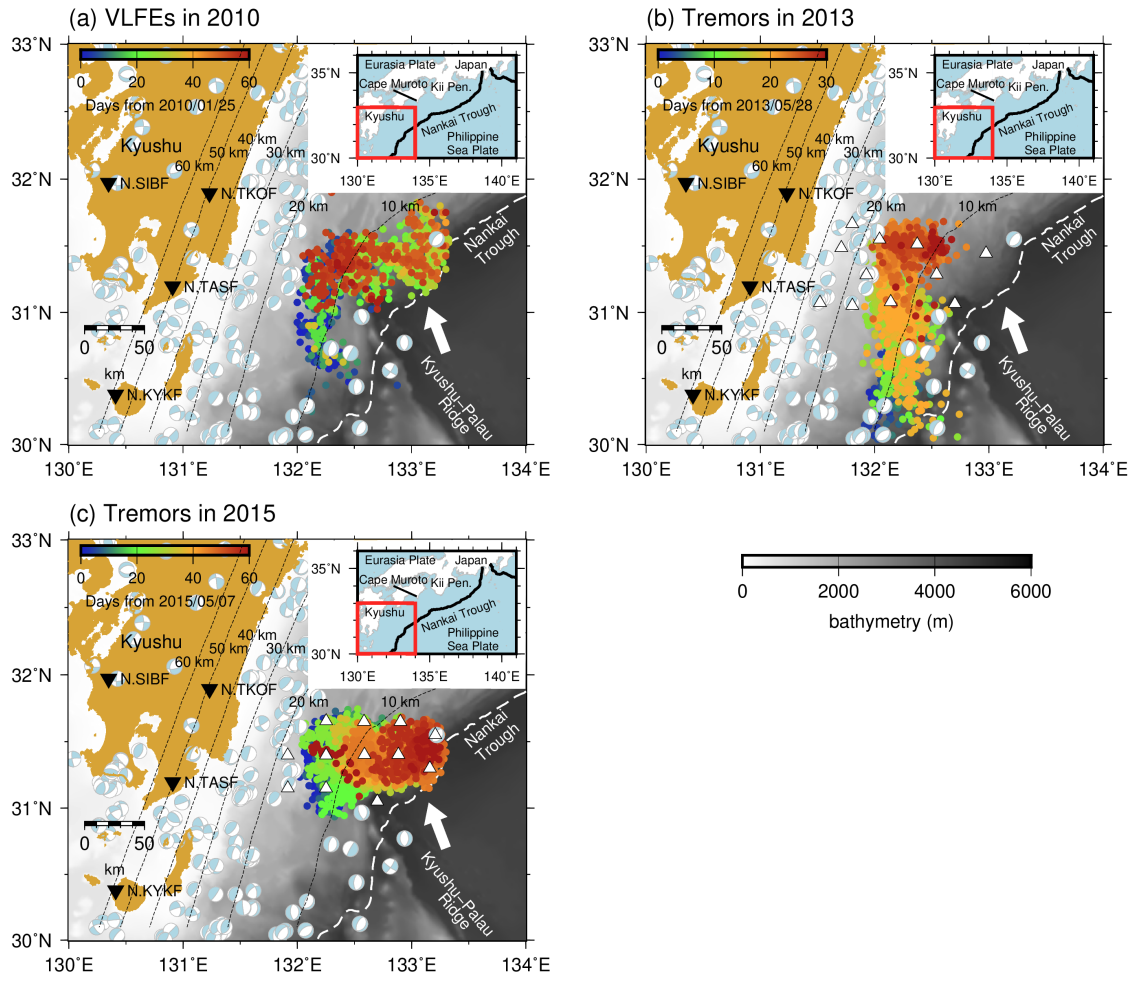 (a) VLFEs in 2010
33˚N
32˚N
31˚N
30˚N
130˚E
131˚E
132˚E
133˚E
134˚E
0
20
40
60
Days from 2010/01/25
Kyushu
60 km
50 km
40 km
30 km
20 km
10 km
N.SIBF
N.TKOF
N.TASF
N.KYKF
0
50
km
Nankai
Trough
Kyushu−Palau
Ridge
35˚N
30˚N
130˚E
135˚E
140˚E
Eurasia Plate
Japan
Cape Muroto
Kii Pen.
Kyushu
Nankai Trough
Philippine
Sea Plate
(b) Tremors in 2013
33˚N
32˚N
31˚N
30˚N
130˚E
131˚E
132˚E
133˚E
134˚E
0
10
20
30
Days from 2013/05/28
Kyushu
60 km
50 km
40 km
30 km
20 km
10 km
N.SIBF
N.TKOF
N.TASF
N.KYKF
0
50
km
Nankai
Trough
Kyushu−Palau
Ridge
35˚N
30˚N
130˚E
135˚E
140˚E
Eurasia Plate
Japan
Cape Muroto
Kii Pen.
Kyushu
Nankai Trough
Philippine
Sea Plate
(c) Tremors in 2015
33˚N
32˚N
31˚N
30˚N
130˚E
131˚E
132˚E
133˚E
134˚E
0
20
40
60
Days from 2015/05/07
Kyushu
60 km
50 km
40 km
30 km
20 km
10 km
N.SIBF
N.TKOF
N.TASF
N.KYKF
0
50
km
Nankai
Trough
Kyushu−Palau
Ridge
35˚N
30˚N
130˚E
135˚E
140˚E
Eurasia Plate
Japan
Cape Muroto
Kii Pen.
Kyushu
Nankai Trough
Philippine
Sea Plate
0
2000
4000
6000
bathymetry (m)